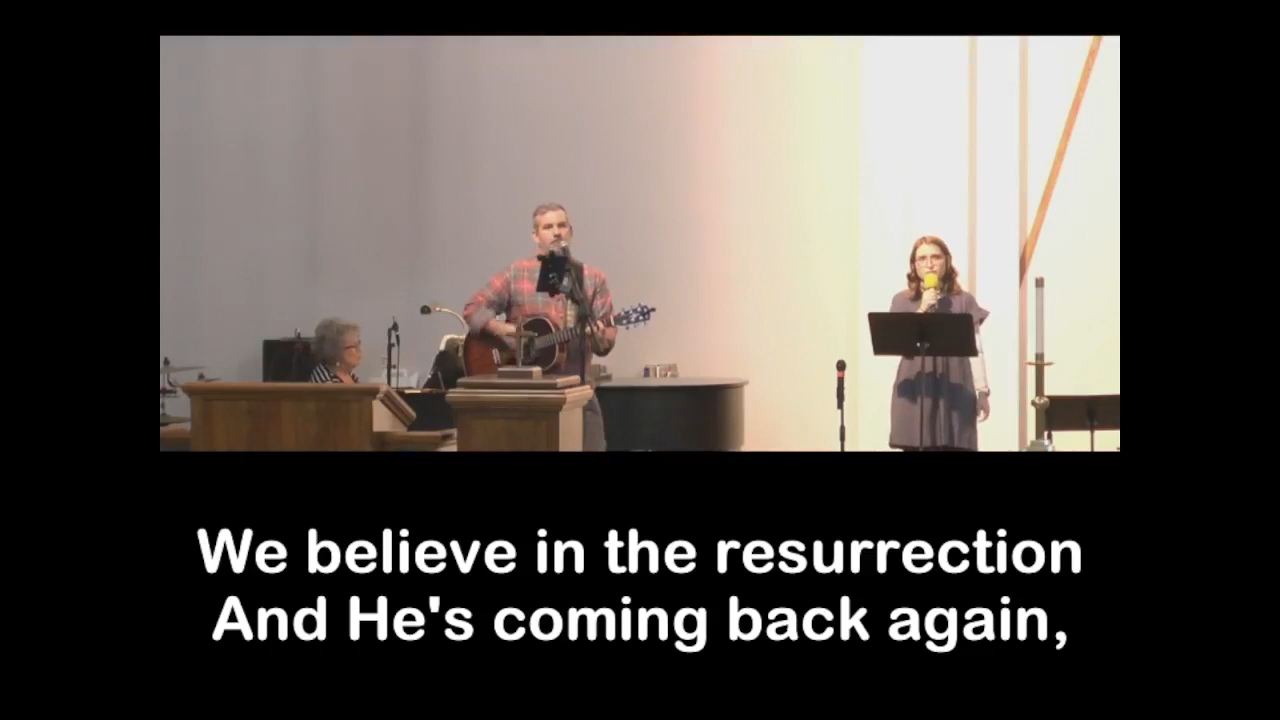 We believe in the resurrection
And He's coming back again,